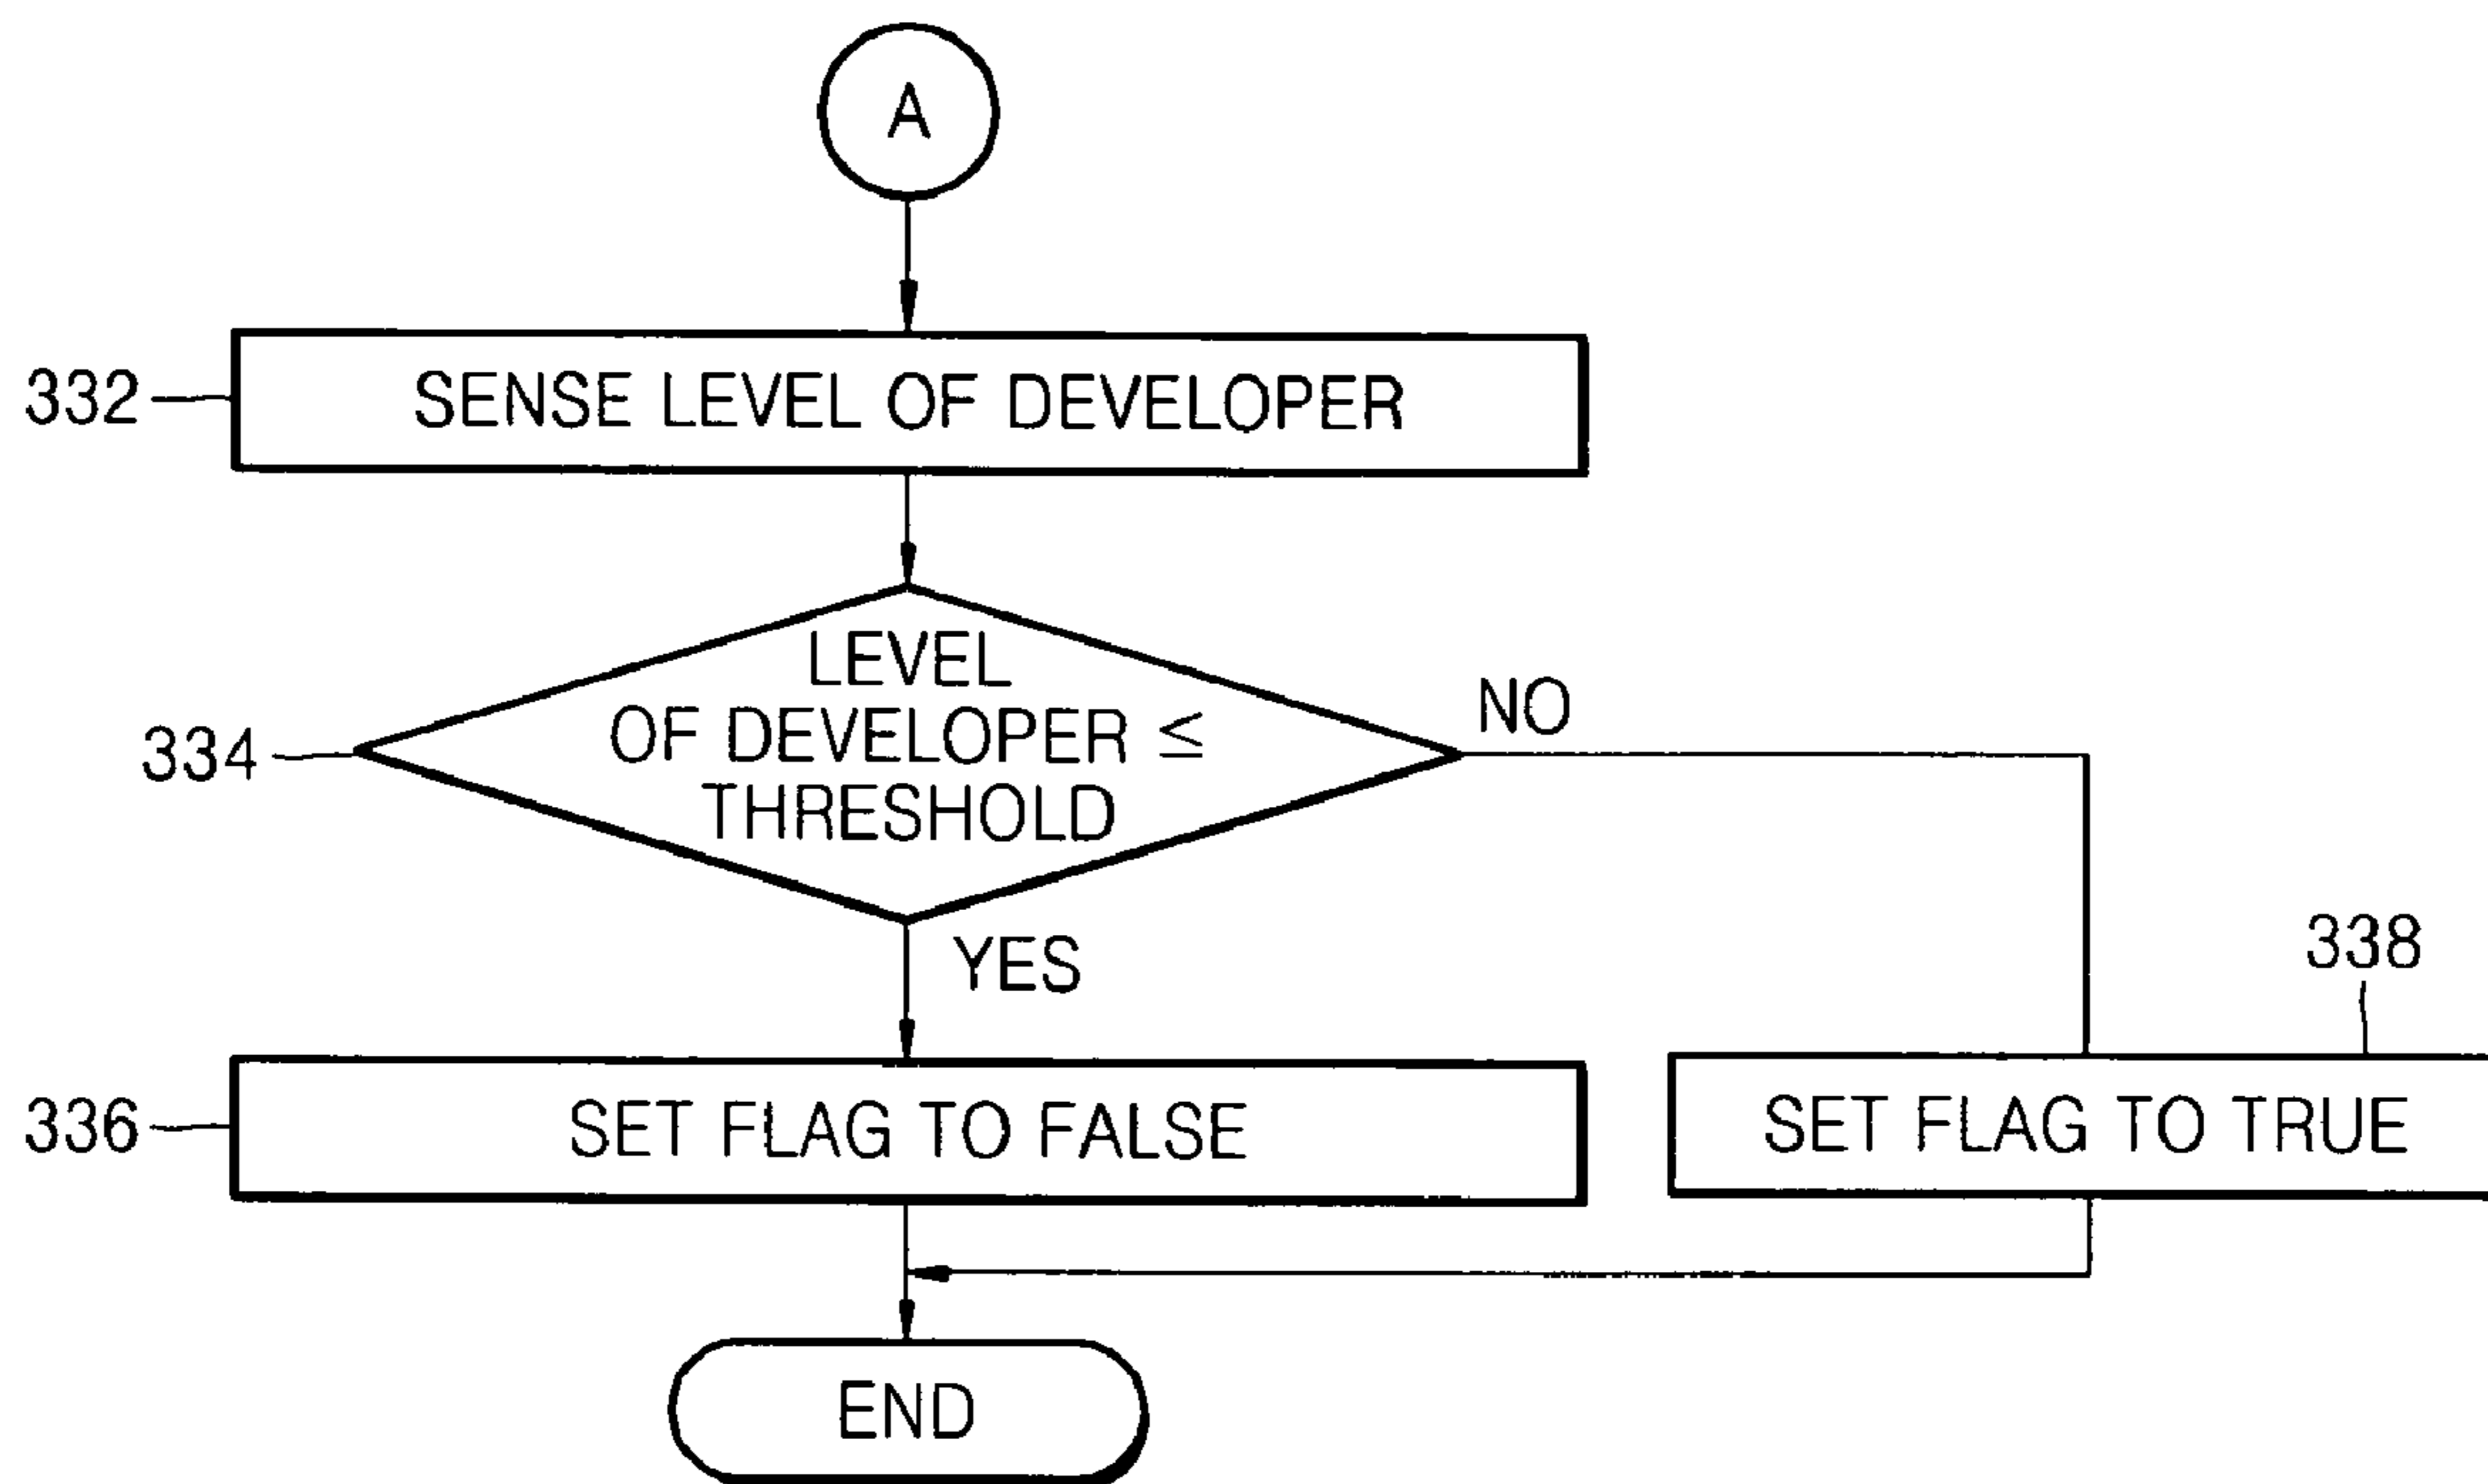 A
332
SENSE LEVEL OF DEVELOPER
334
LEVEL
OF DEVELOPER ≤
THRESHOLD
NO
YES
338
336
SET FLAG TO FALSE
SET FLAG TO TRUE
END